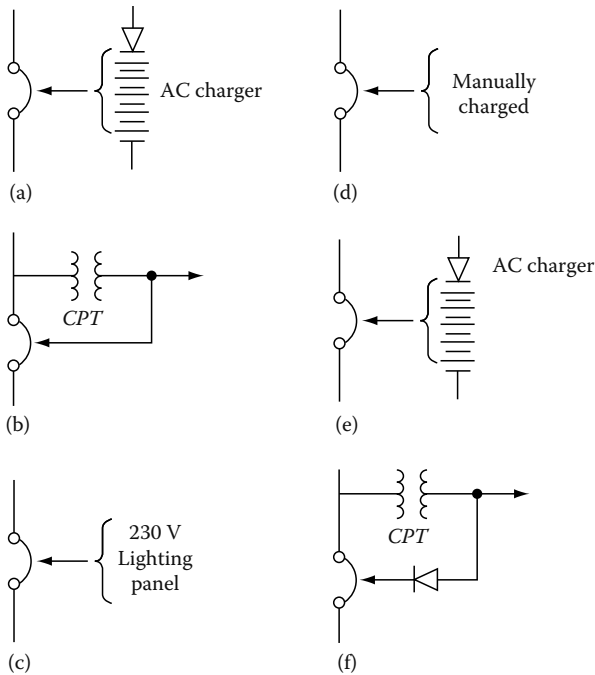 AC charger
(a)
Manually
charged
(d)
CPT
(b)
AC charger
(e)
230 V
Lighting
panel
(c)
CPT
(f)